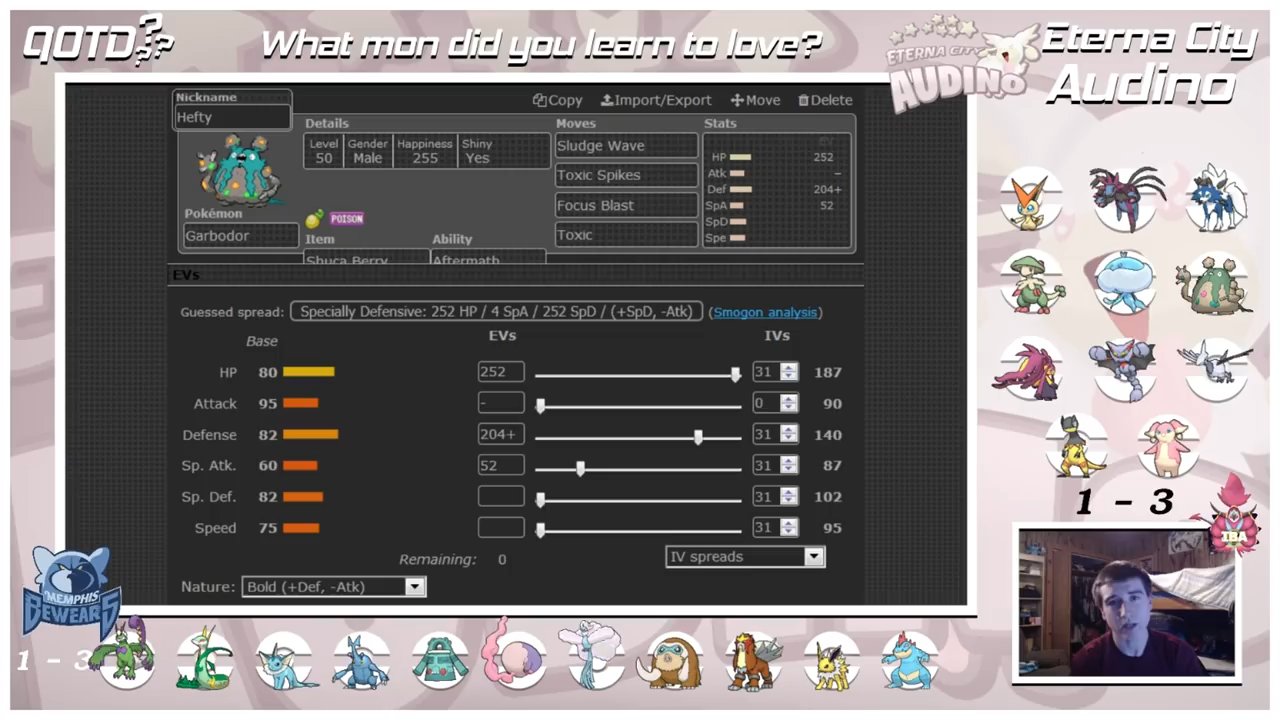 QOTD??? What mon did you learn to love? Eterna City
Audino
ETERNA CITY
AUDINO
Nickname
Hefty
Copy Import/Export Move Delete
Details
Level Gender Happiness Shiny
50 Male 255 Yes
Pokémon
Garbodor
POISON
Item Ability
Shuca Berry Aftermath
Moves
Sludge Wave
Toxic Spikes
Focus Blast
Toxic
Stats
EV
HP 252
Atk –
Def 204+
SpA 52
SpD
Spe
EVs
Guessed spread: Specially Defensive: 252 HP / 4 SpA / 252 SpD / (+SpD, -Atk) (Smogon analysis)
Base EVs IVs
HP 80 252 31 187
Attack 95 - 0 90
Defense 82 204+ 31 140
Sp. Atk. 60 52 31 87
Sp. Def. 82 31 102
Speed 75 31 95
Remaining: 0 IV spreads
Nature: Bold (+Def, -Atk)
1 - 3
IBA
MEMPHIS
BEWEARS
1 - 3